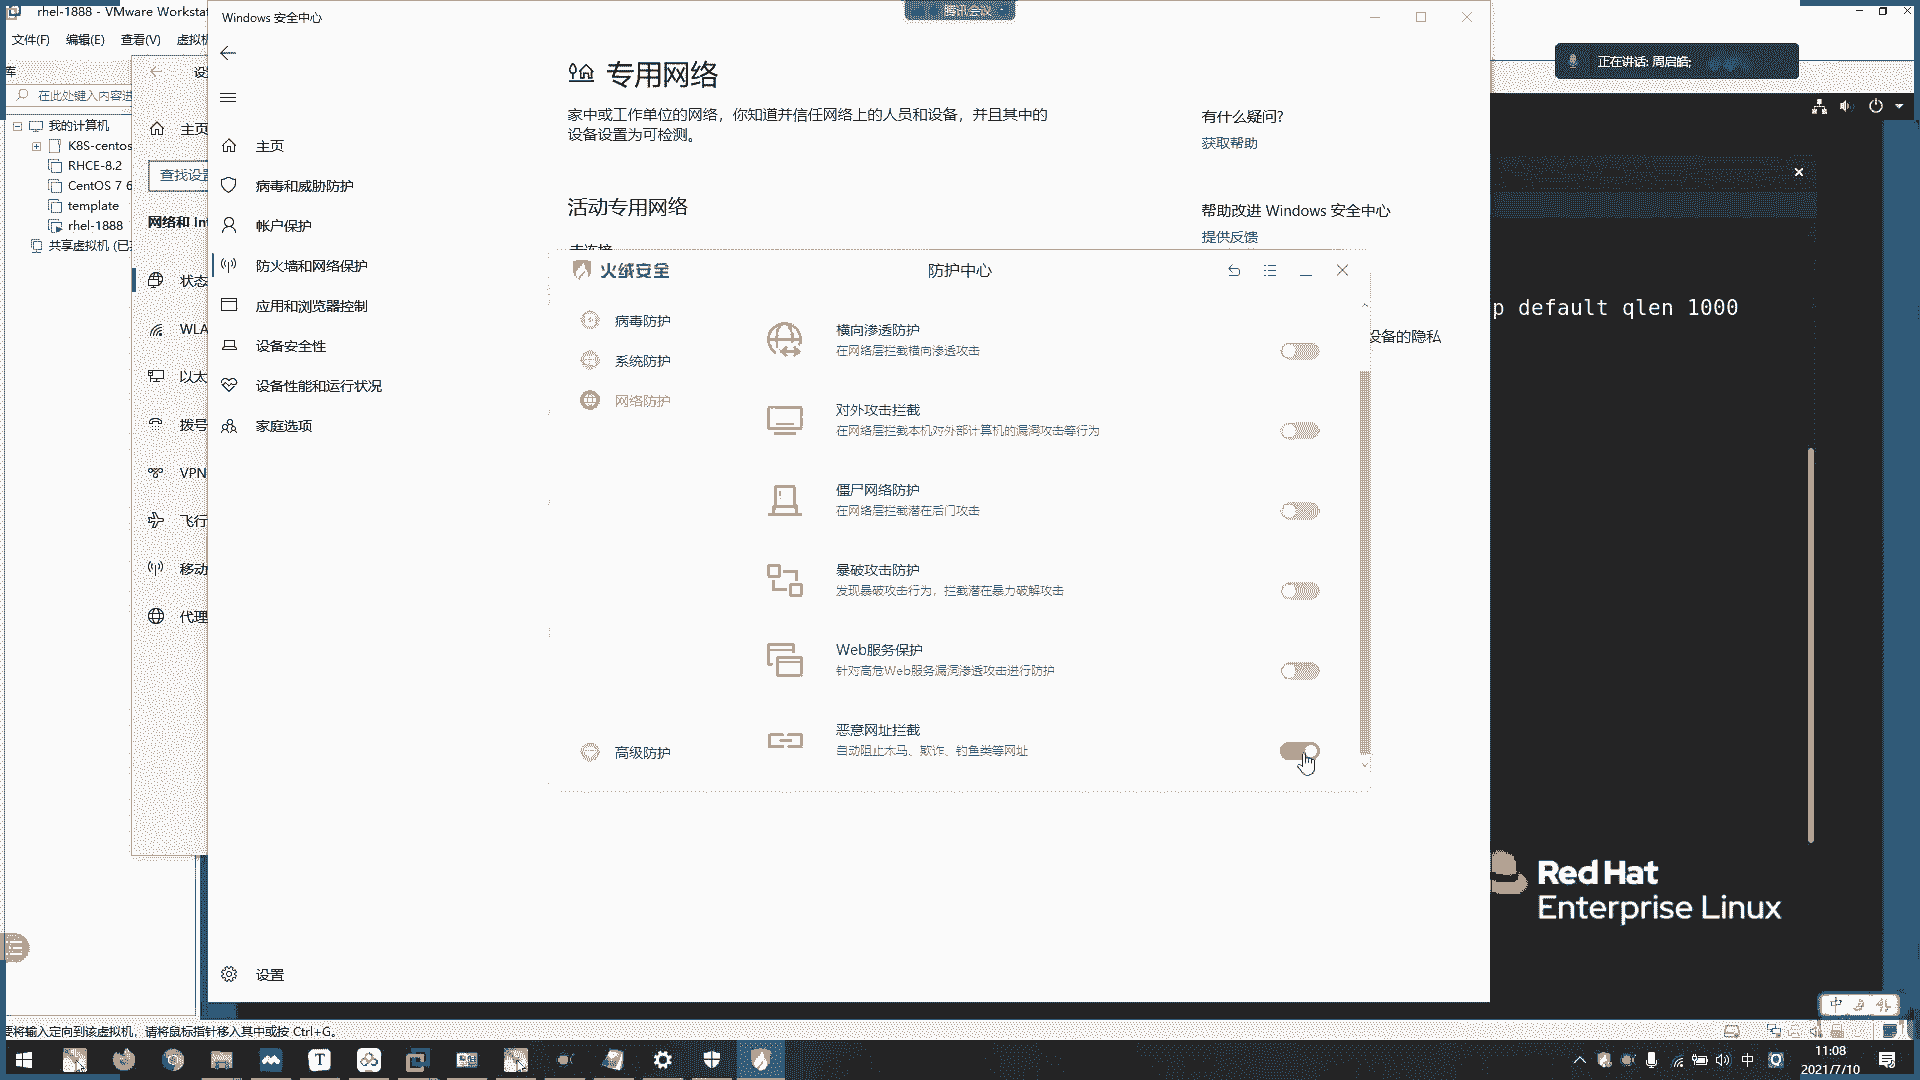 rhel-1888 - VMware Worksta
文件(F) 编辑(E) 查看(V) 虚拟机
库
在此处键入内容进
我的计算机
K8S-centos
RHCE-8.2
CentOS 7 6
template
rhel-1888
共享虚拟机 (已
设
主页
查找设置
网络和 Int
状态
WLA
以太
拨号
VPN
飞行
移动
代理
Windows 安全中心
主页
病毒和威胁防护
帐户保护
防火墙和网络保护
应用和浏览器控制
设备安全性
设备性能和运行状况
家庭选项
设置
专用网络
家中或工作单位的网络，你知道并信任网络上的人员和设备，并且其中的
设备设置为可检测。
活动专用网络
未连接
有什么疑问?
获取帮助
帮助改进 Windows 安全中心
提供反馈
设备的隐私
腾讯会议
正在讲话: 周启皓;
火绒安全
防护中心
病毒防护
系统防护
网络防护
高级防护
横向渗透防护
在网络层拦截横向渗透攻击
对外攻击拦截
在网络层拦截本机对外部计算机的漏洞攻击等行为
僵尸网络防护
在网络层拦截潜在后门攻击
暴破攻击防护
发现暴破攻击行为，拦截潜在暴力破解攻击
Web服务保护
针对高危Web服务漏洞渗透攻击进行防护
恶意网址拦截
自动阻止木马、欺诈、钓鱼类等网址
p default qlen 1000
Red Hat
Enterprise Linux
要将输入定向到该虚拟机，请将鼠标指针移入其中或按 Ctrl+G。
中
中
11:08
2021/7/10